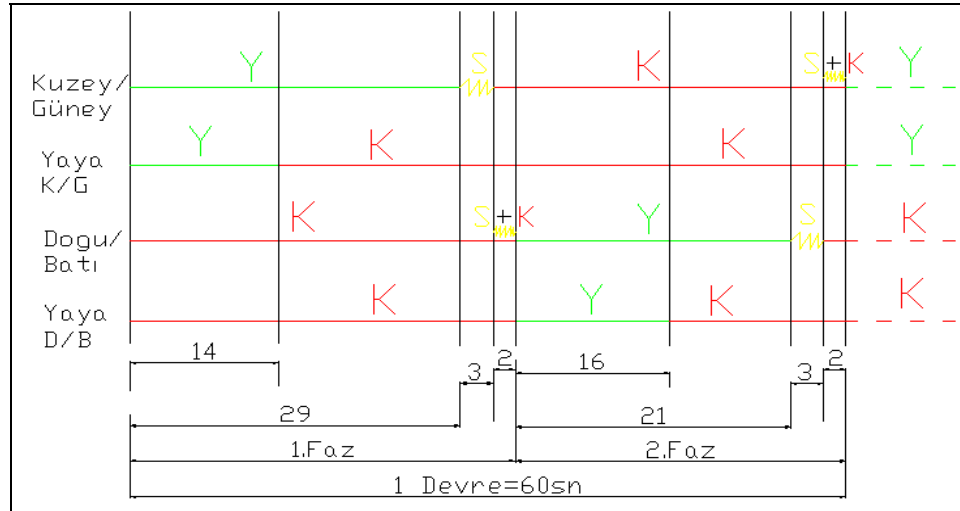 Y S K S + K Y
Kuzey/
Güney
Y K K Y
Yaya
K/G
K S + K Y S K
Dogu/
Batı
K Y K K
Yaya
D/B
14 2 16 2
3 3
29 21
1.Faz 2.Faz
1 Devre=60sn